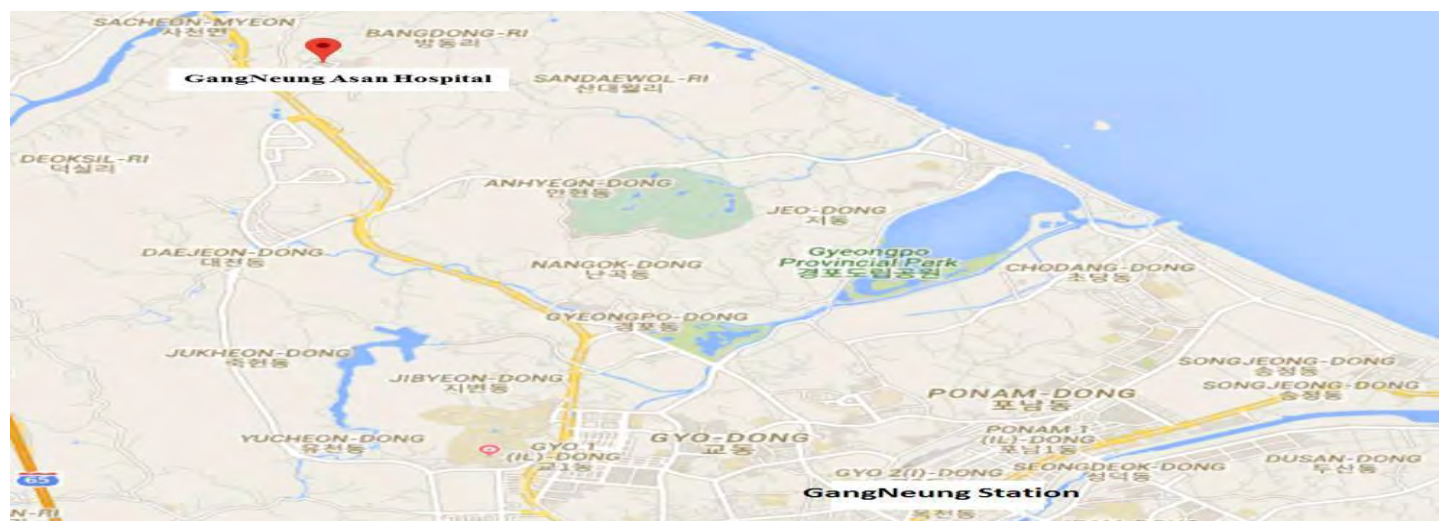 SACHEON-MYEON
사천면
BANGDONG-RI
방동리
GangNeung Asan Hospital
SANDAEWOL-RI
산대월리
DEOKSIL-RI
덕실리
ANHYEON-DONG
안현동
JEO-DONG
저동
DAEJEON-DONG
대전동
NANGOK-DONG
난곡동
Gyeongpo
Provincial Park
경포도립공원
CHODANG-DONG
초당동
GYEONGPO-DONG
경포동
JUKHEON-DONG
죽헌동
JIBYEON-DONG
지변동
SONGJEONG-DONG
송정동
SONGJEONG-DONG
송정동
PONAM-DONG
포남동
YUCHEON-DONG
유천동
GYO 1
(IL)-DONG
교1동
GYO-DONG
교동
PONAM 1
(IL)-DONG
포남1동
GYO 2(I)-DONG
SEONGDEOK-DONG
성덕동
DUSAN-DONG
두산동
65
GangNeung Station
옥천동
N-RI